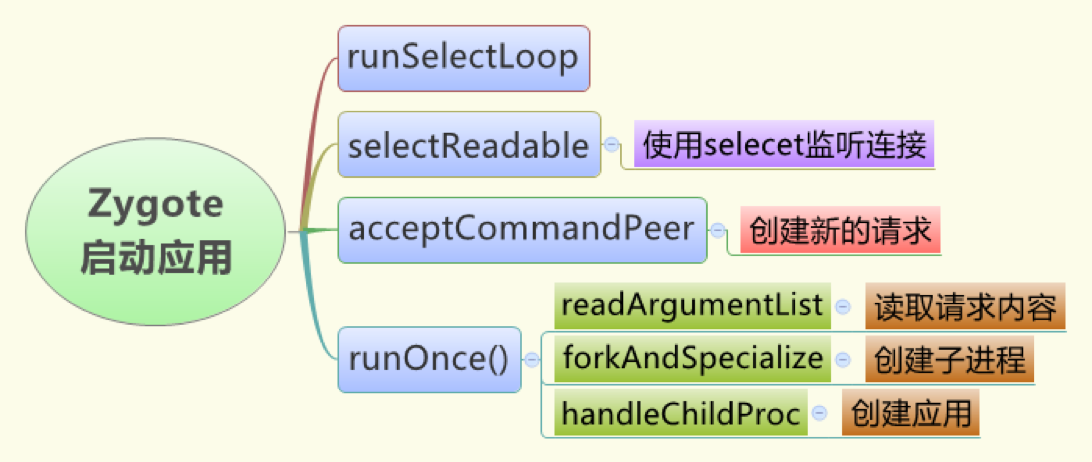 Zygote
启动应用
runSelectLoop
selectReadable
使用selecet监听连接
acceptCommandPeer
创建新的请求
runOnce()
readArgumentList
读取请求内容
forkAndSpecialize
创建子进程
handleChildProc
创建应用